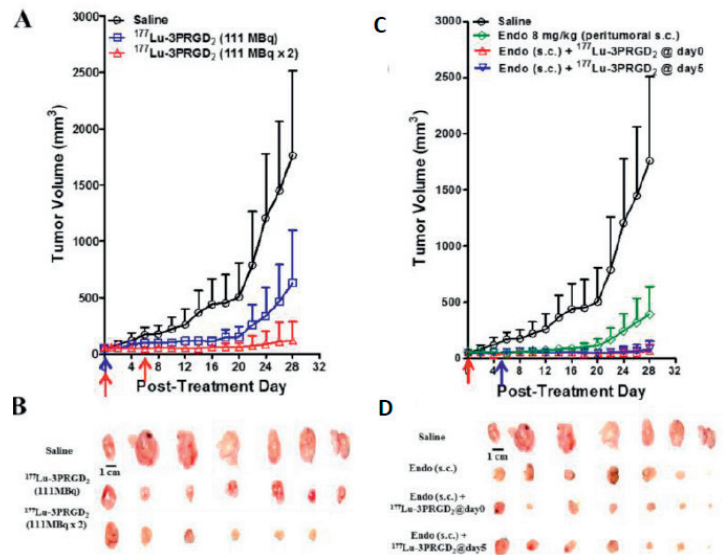 A
Saline
177Lu-3PRGD2 (111 MBq)
177Lu-3PRGD2 (111 MBq x 2)
Tumor Volume (mm3)
3000
2500
2000
1500
1000
500
0
4 8 12 16 20 24 28 32
Post-Treatment Day
C
Saline
Endo 8 mg/kg (peritumoral s.c.)
Endo (s.c.) + 177Lu-3PRGD2 @ day0
Endo (s.c.) + 177Lu-3PRGD2 @ day5
Tumor Volume (mm3)
3000
2500
2000
1500
1000
500
0
4 8 12 16 20 24 28 32
Post-Treatment Day
B
Saline
1 cm
177Lu-3PRGD2
(111MBq)
177Lu-3PRGD2
(111MBq x 2)
D
Saline
1 cm
Endo (s.c.)
Endo (s.c.) +
177Lu-3PRGD2@day0
Endo (s.c.) +
177Lu-3PRGD2@day5